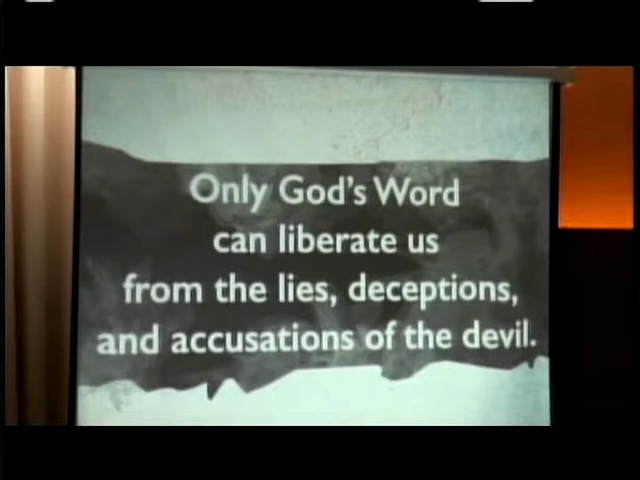 Only God's Word
can liberate us
from the lies, deceptions,
and accusations of the devil.